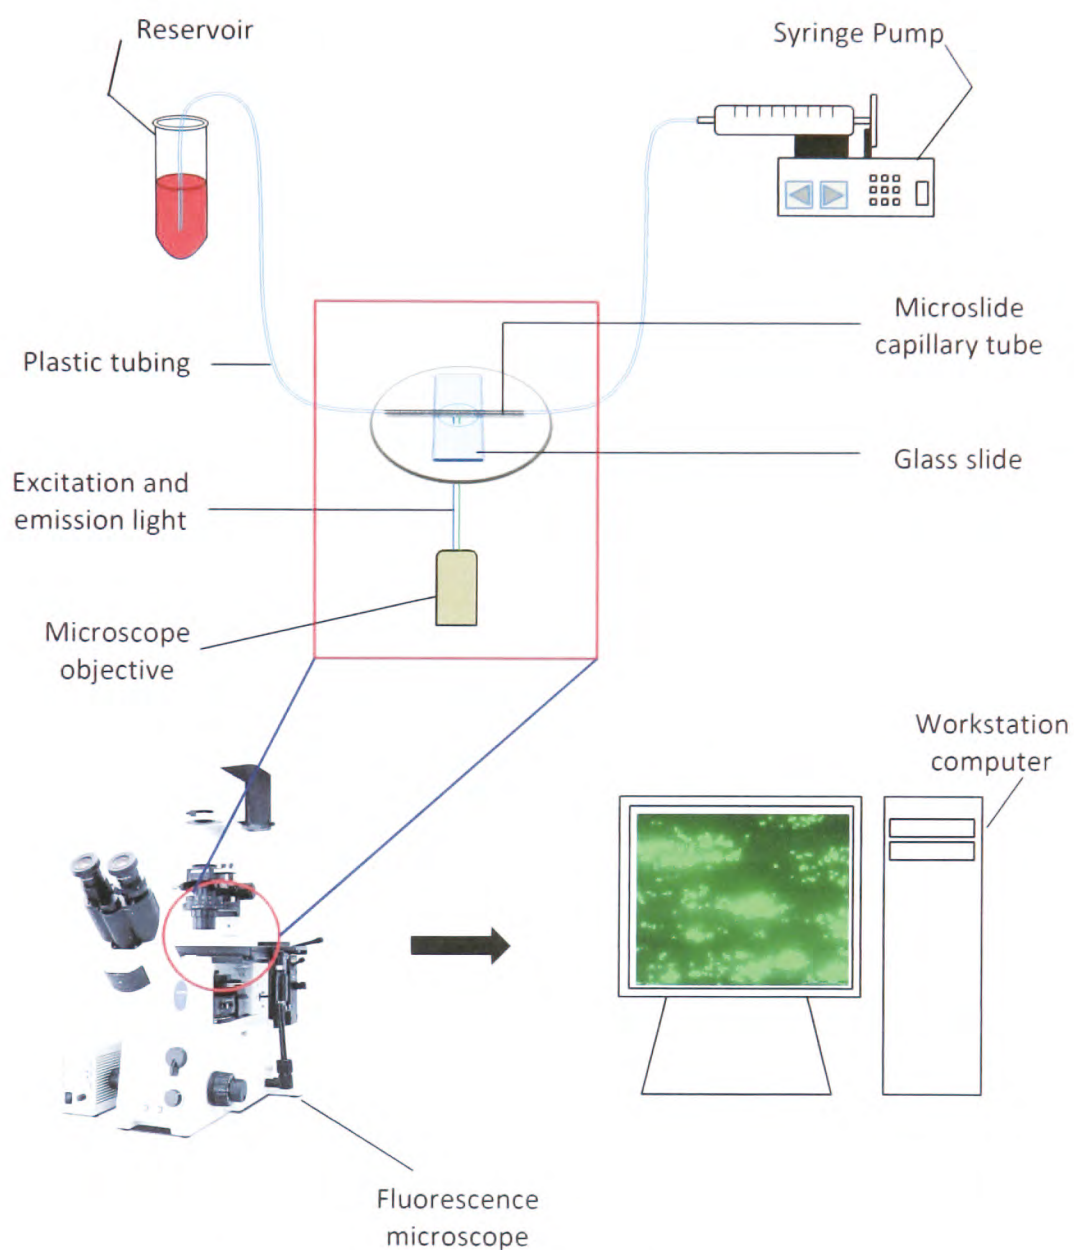 Reservoir
Syringe Pump
Microslide
capillary tube
Plastic tubing
Glass slide
Excitation and
emission light
Microscope
objective
Workstation
computer
Fluorescence
microscope